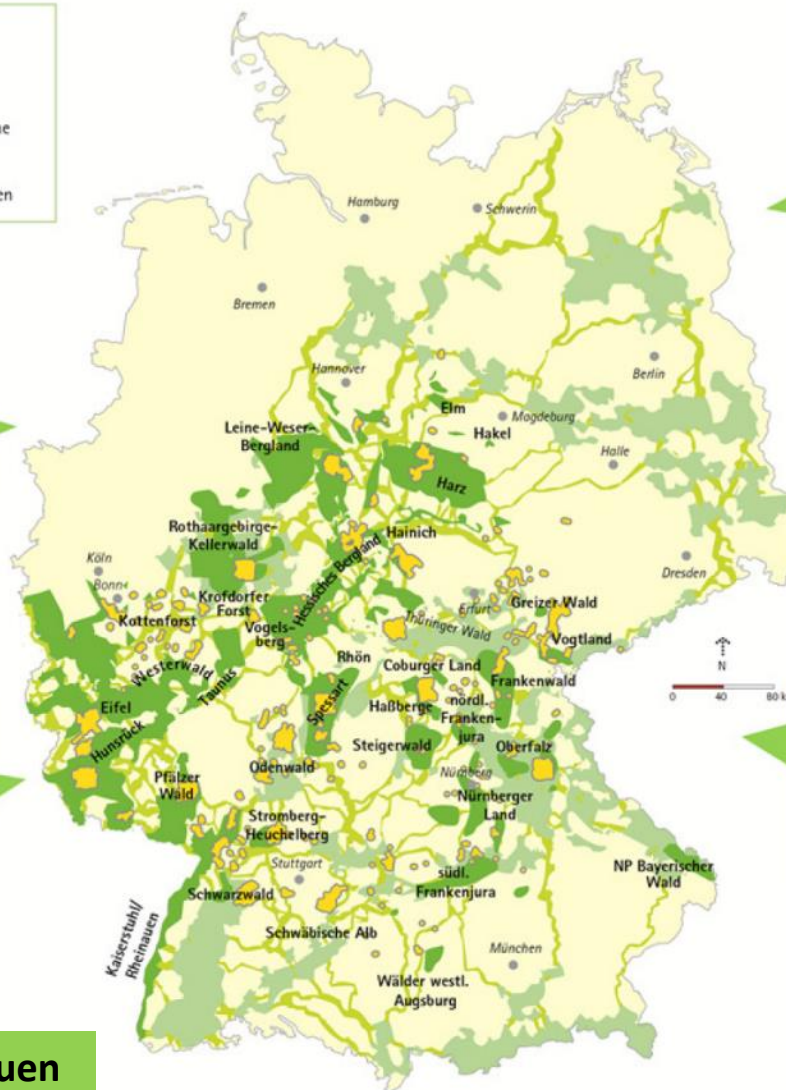 en
Hamburg
Schwerin
Bremen
Hannover
Berlin
Elm
Magdeburg
Leine-Weser-
Bergland
Hakel
Halle
Harz
Rothaargebirge-
Kellerwald
Hainich
Hessisches Bergland
Köln
Bonn
Dresden
Krofdorfer
Forst
Kottenforst
Erfurt
Greizer Wald
Thüringer Wald
Vogels-
berg
Vogtland
N
Westerwald
Rhön
Coburger Land
Frankenwald
Taunus
0 40 80 k
Eifel
Spessart
Haßberge
nördl.
Franken-
jura
Hunsrück
Steigerwald
Oberfalz
Odenwald
Nürnberg
Pfälzer
Wald
Nürnberger
Land
Stromberg-
Heuchelberg
Stuttgart
südl.
Frankenjura
NP Bayerischer
Wald
Schwarzwald
Kaiserstuhl/
Rheinauen
Schwäbische Alb
München
Wälder westl.
Augsburg
uen